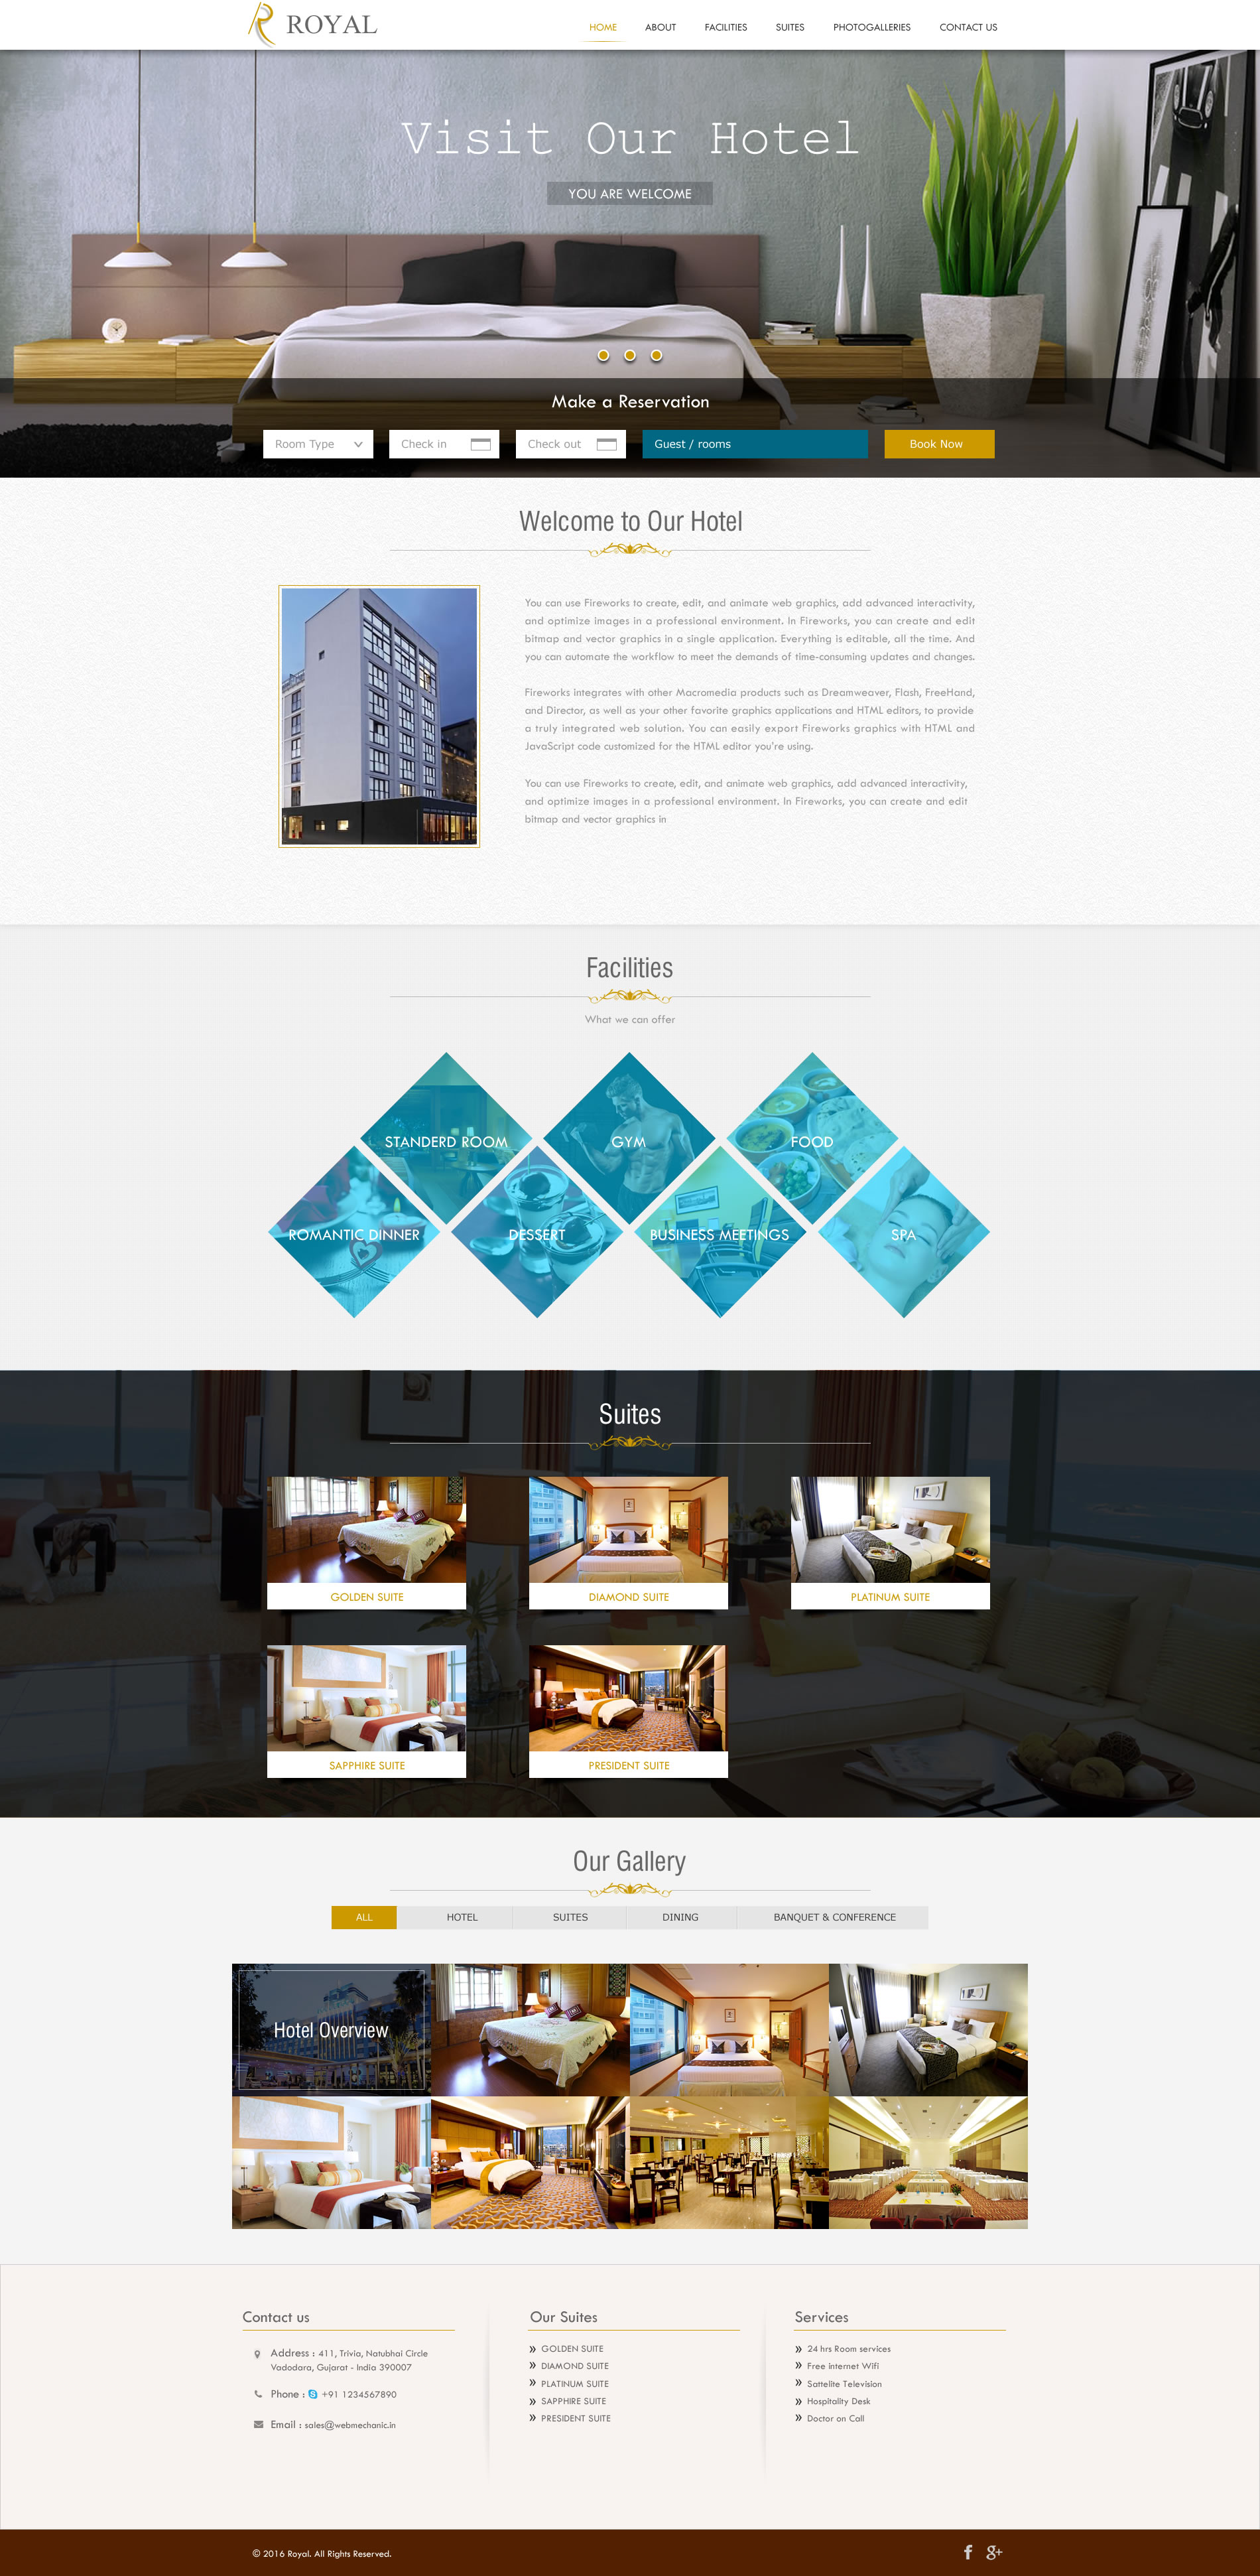 ROYAL
HOME ABOUT FACILITIES SUITES PHOTOGALLERIES CONTACT US
Visit Our Hotel
YOU ARE WELCOME
Make a Reservation
Room Type Check in Check out Guest / rooms Book Now
Welcome to Our Hotel
You can use Fireworks to create, edit, and animate web graphics, add advanced interactivity,
and optimize images in a professional environment. In Fireworks, you can create and edit
bitmap and vector graphics in a single application. Everything is editable, all the time. And
you can automate the workflow to meet the demands of time-consuming updates and changes.
Fireworks integrates with other Macromedia products such as Dreamweaver, Flash, FreeHand,
and Director, as well as your other favorite graphics applications and HTML editors, to provide
a truly integrated web solution. You can easily export Fireworks graphics with HTML and
JavaScript code customized for the HTML editor you're using.
You can use Fireworks to create, edit, and animate web graphics, add advanced interactivity,
and optimize images in a professional environment. In Fireworks, you can create and edit
bitmap and vector graphics in
Facilities
What we can offer
STANDERD ROOM GYM FOOD
ROMANTIC DINNER DESSERT BUSINESS MEETINGS SPA
Suites
GOLDEN SUITE DIAMOND SUITE PLATINUM SUITE
SAPPHIRE SUITE PRESIDENT SUITE
Our Gallery
ALL HOTEL SUITES DINING BANQUET & CONFERENCE
Hotel Overview
Contact us
Address : 411, Trivia, Natubhai Circle
Vadodara, Gujarat - India 390007
Phone : +91 1234567890
Email : sales@webmechanic.in
Our Suites
» GOLDEN SUITE
» DIAMOND SUITE
» PLATINUM SUITE
» SAPPHIRE SUITE
» PRESIDENT SUITE
Services
» 24 hrs Room services
» Free internet Wifi
» Sattelite Television
» Hospitality Desk
» Doctor on Call
© 2016 Royal. All Rights Reserved.